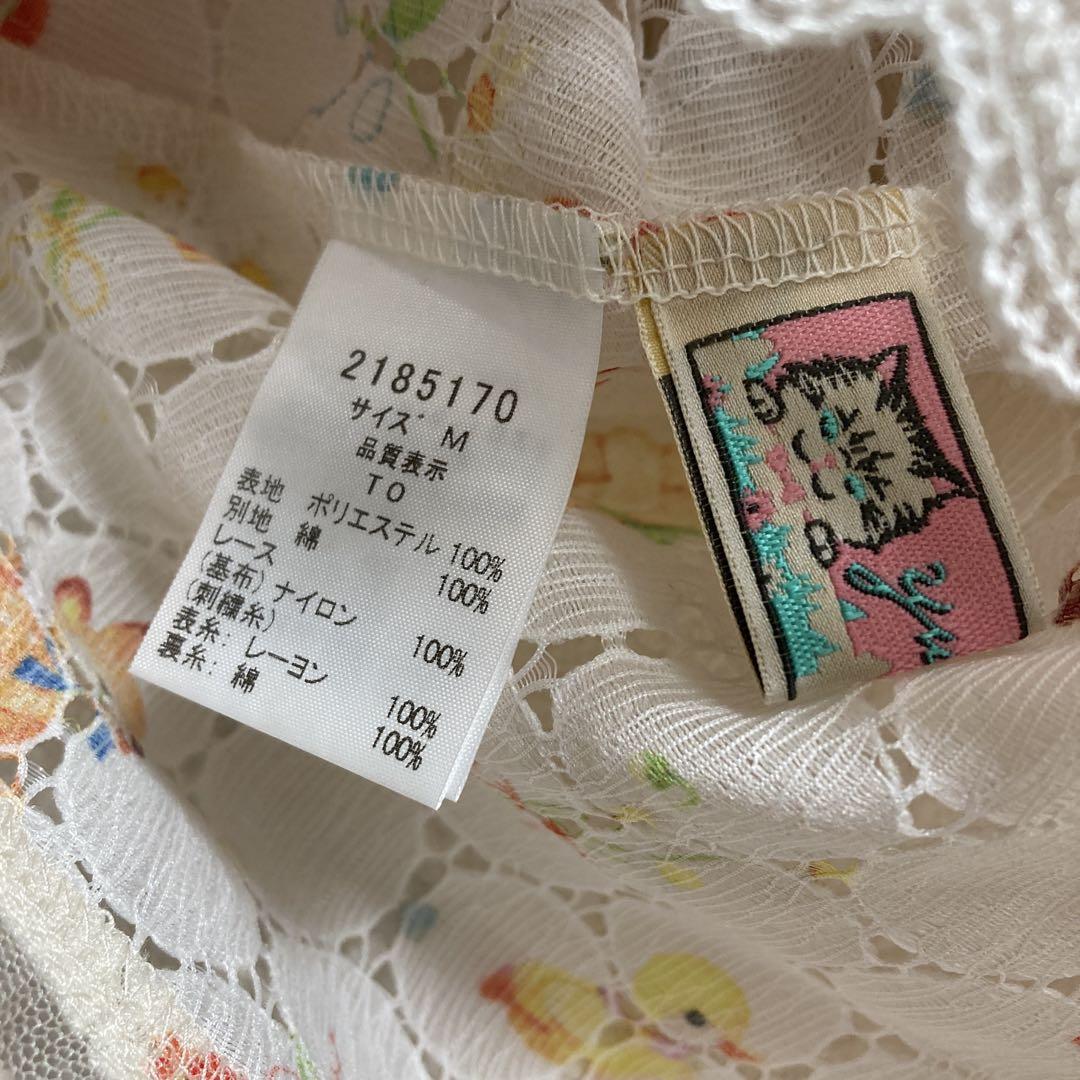 2185170
サイズ M
品質表示
TO
表地 ポリエステル 100%
別地 綿 100%
レース
(基布) ナイロン 100%
(刺繍糸)
表糸: レーヨン 100%
裏糸: 綿 100%